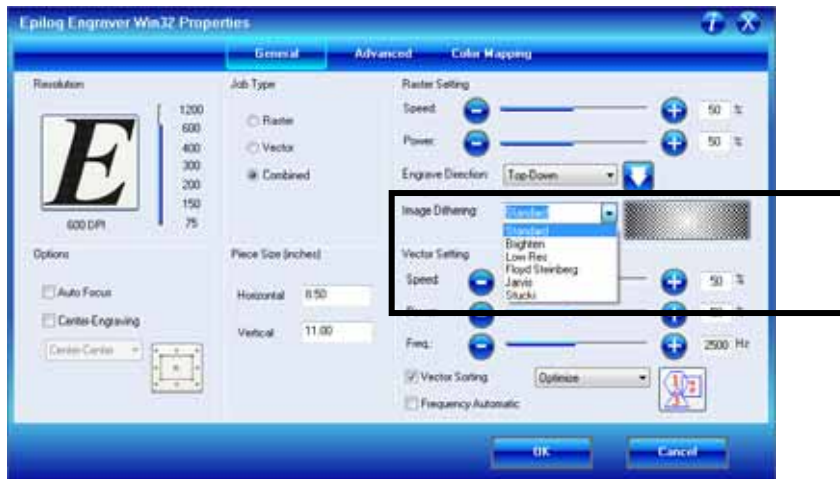 Epilog Engraver Win32 Properties
General Advanced Color Mapping
Resolution
E
1200
600
400
300
200
150
75
600 DPI
Job Type
Raster
Vector
Combined
Raster Setting
Speed: 50 %
Power: 50 %
Engrave Direction: Top-Down
Image Dithering: Standard
Standard
Brighten
Low Res
Floyd Steinberg
Jarvis
Stucki
Options
Auto Focus
Center-Engraving
Center-Center
Piece Size (inches)
Horizontal 8.50
Vertical 11.00
Vector Setting
Speed: 50 %
Freq.: 2500 Hz
Vector Sorting Optimize
Frequency Automatic
OK Cancel